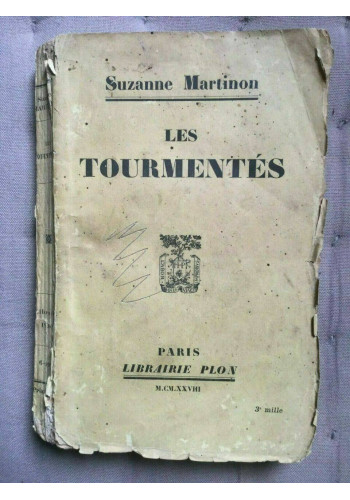 Suzanne Martinon
LES
TOURMENTÉS
PARIS
LIBRAIRIE PLON
M.CM.XXVIII
3e mille